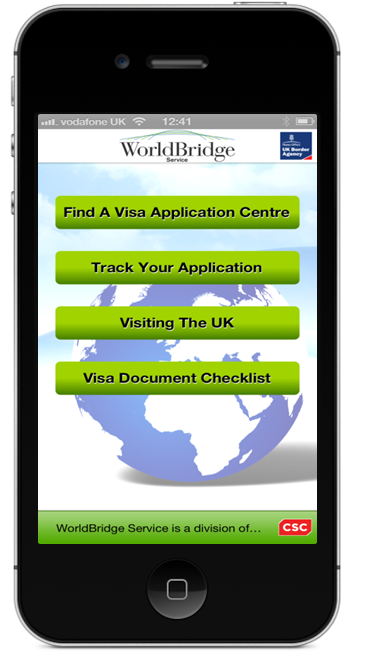 vodafone UK 12:41
WorldBridge
Service
Home Office
UK Border
Agency
Find A Visa Application Centre
Track Your Application
Visiting The UK
Visa Document Checklist
WorldBridge Service is a division of...
CSC